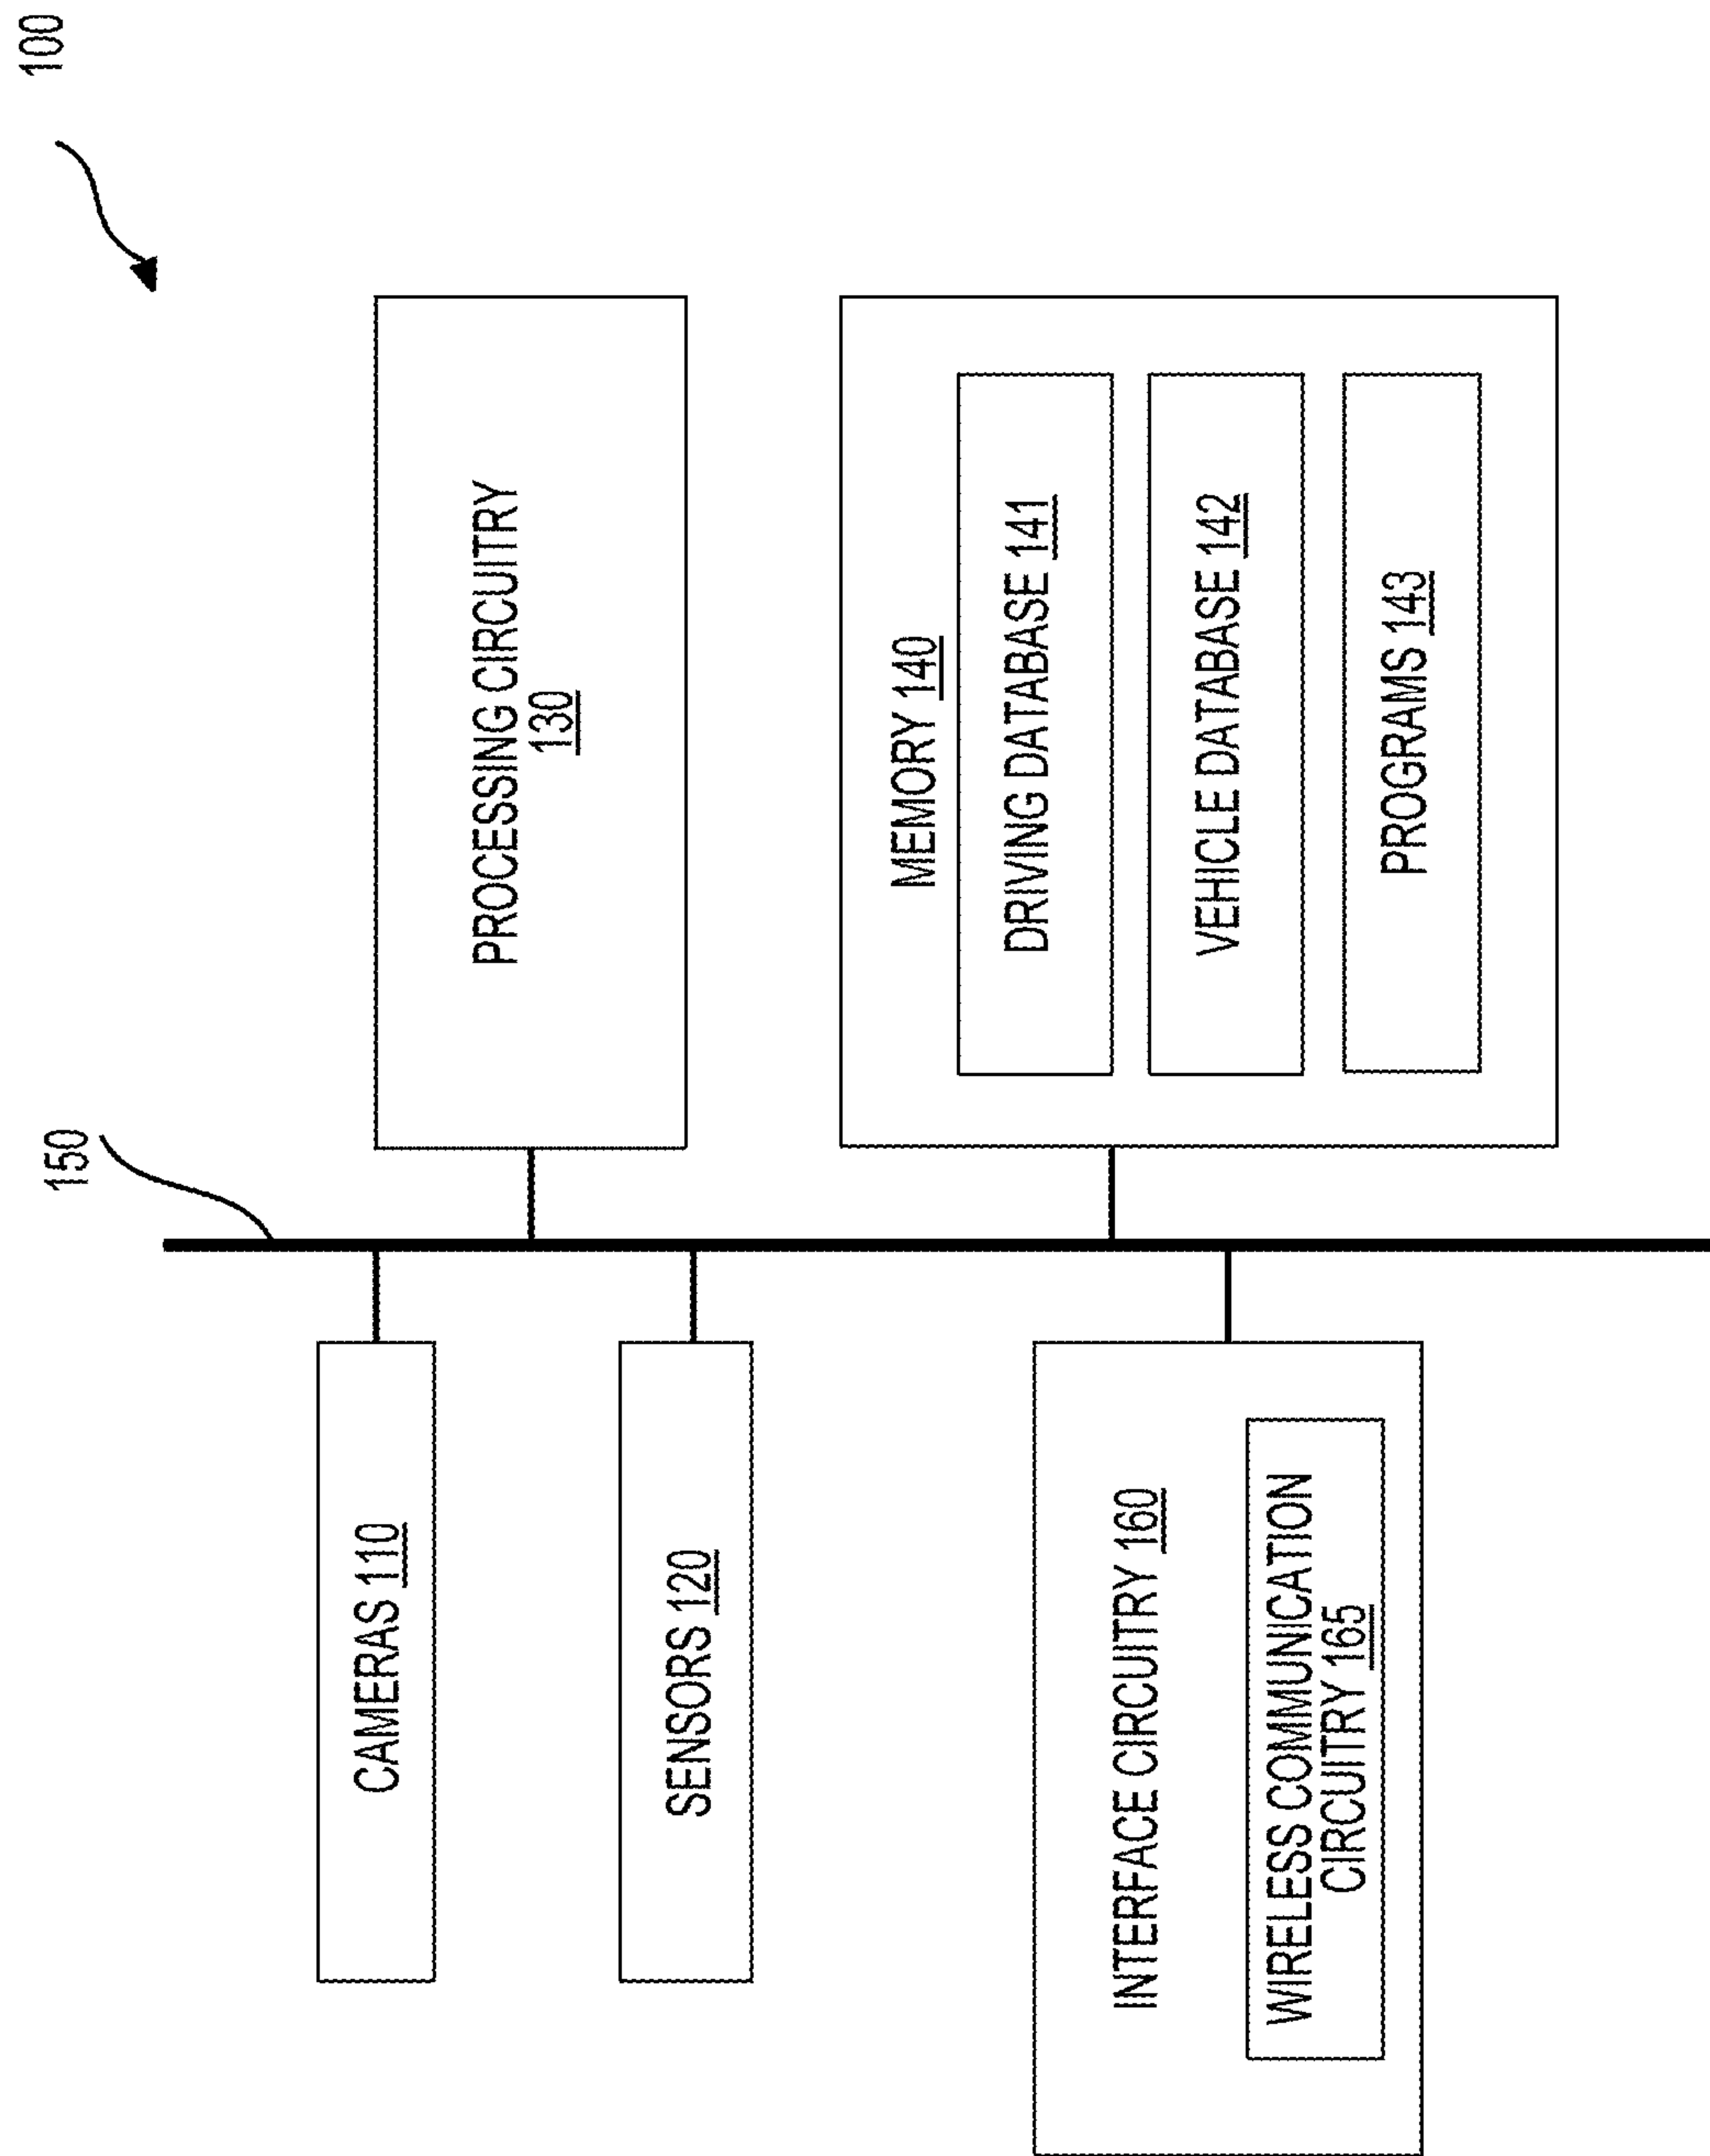 100
150
CAMERAS 110
SENSORS 120
INTERFACE CIRCUITRY 160
WIRELESS COMMUNICATION
CIRCUITRY 165
PROCESSING CIRCUITRY
130
MEMORY 140
DRIVING DATABASE 141
VEHICLE DATABASE 142
PROGRAMS 143